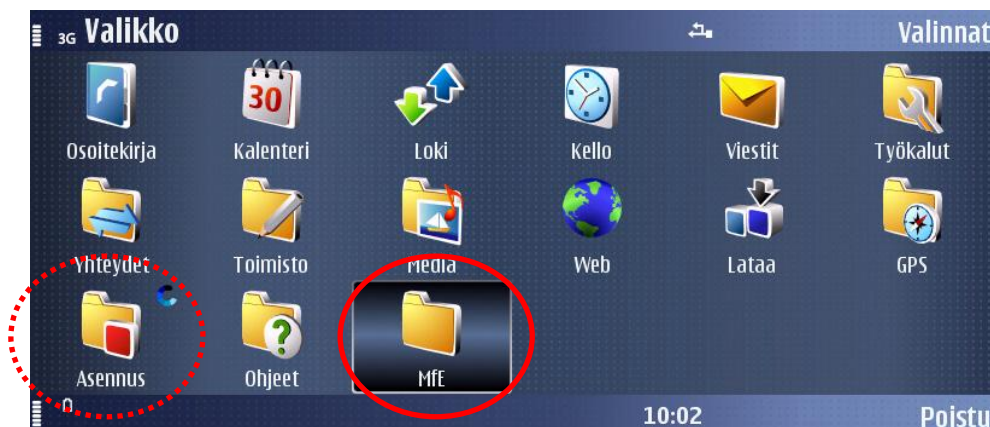 3G Valikko Valinnat
30
Osoitekirja Kalenteri Loki Kello Viestit Työkalut
Yhteydet Toimisto Media Web Lataa GPS
Asennus Ohjeet MfE
10:02 Poistu